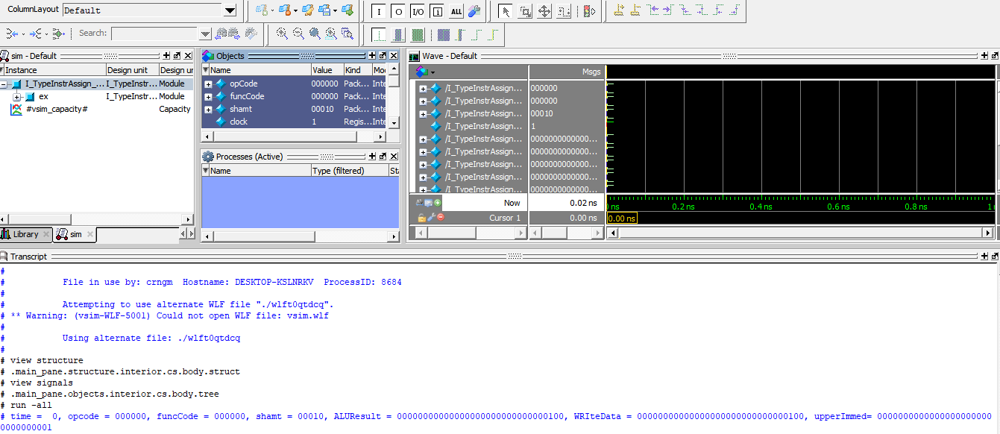 ColumnLayout Default
I O I/O i ALL
Search:
sim - Default
Instance Design unit Design un
I_TypeInstrAssign_... I_TypeInstr... Module
ex I_TypeInstr... Module
#vsim_capacity# Capacity
Library sim
Objects
Name Value Kind Mo
opCode 000000 Pack... Inte
funcCode 000000 Pack... Inte
shamt 00010 Pack... Inte
clock 1 Regis... Inte
Processes (Active)
Name Type (filtered) Sta
Wave - Default
Msgs
/I_TypeInstrAssign... 000000
/I_TypeInstrAssign... 000000
/I_TypeInstrAssign... 00010
/I_TypeInstrAssign... 1
/I_TypeInstrAssign... 0000000000000...
/I_TypeInstrAssign... 0000000000000...
/I_TypeInstrAssign... 0000000000000...
/I_TypeInstrAssign... 0000000000000...
/I_TypeInstrAssign... 0000000000000...
Now 0.02 ns ns 0.2 ns 0.4 ns 0.6 ns 0.8 ns 1
Cursor 1 0.00 ns 0.00 ns
Transcript
#
# File in use by: crngm Hostname: DESKTOP-KSLNRKV ProcessID: 8684
#
# Attempting to use alternate WLF file "./wlft0qtdcq".
# ** Warning: (vsim-WLF-5001) Could not open WLF file: vsim.wlf
#
# Using alternate file: ./wlft0qtdcq
#
# view structure
# .main_pane.structure.interior.cs.body.struct
# view signals
# .main_pane.objects.interior.cs.body.tree
# run -all
# time = 0, opcode = 000000, funcCode = 000000, shamt = 00010, ALUResult = 00000000000000000000000000000100, WRIteData = 00000000000000000000000000000100, upperImmed= 0000000000000000000000
0000000001